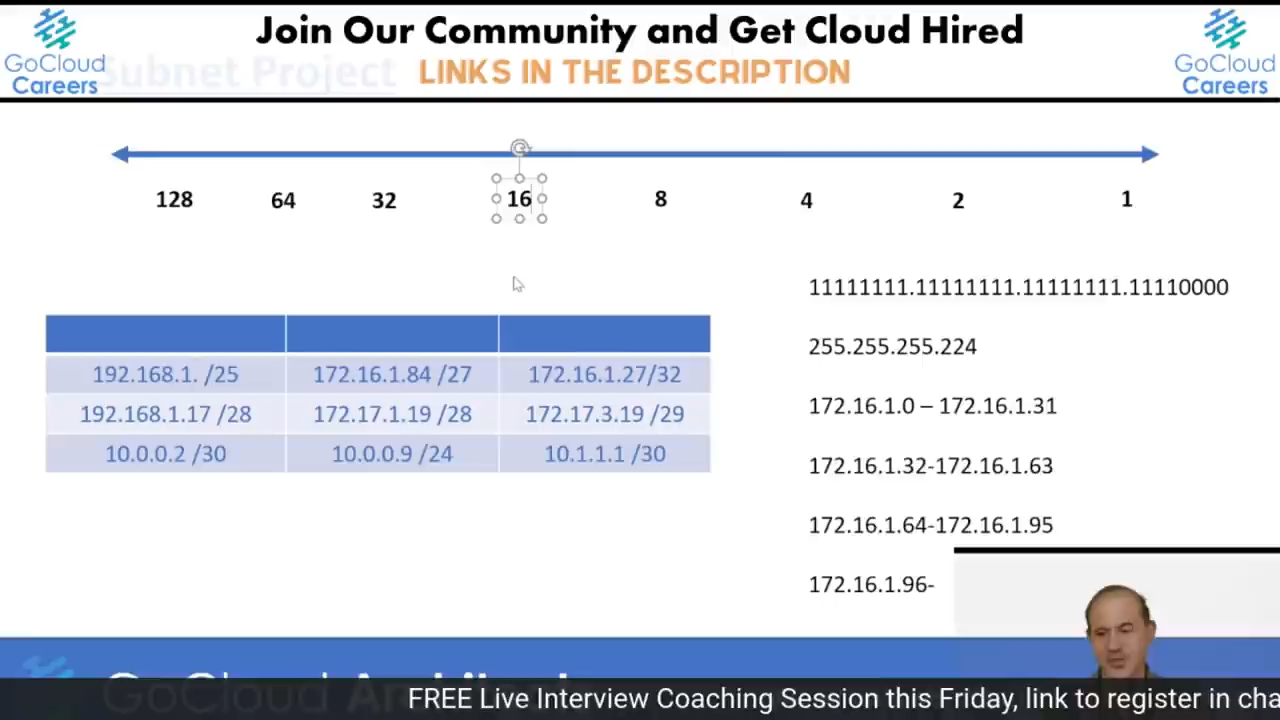 Join Our Community and Get Cloud Hired
GoCloud
Careers
Subnet Project
LINKS IN THE DESCRIPTION
GoCloud
Careers
128 64 32 16 8 4 2 1
11111111.11111111.11111111.11110000
255.255.255.224
172.16.1.0 – 172.16.1.31
172.16.1.32-172.16.1.63
172.16.1.64-172.16.1.95
172.16.1.96-
192.168.1. /25 172.16.1.84 /27 172.16.1.27/32
192.168.1.17 /28 172.17.1.19 /28 172.17.3.19 /29
10.0.0.2 /30 10.0.0.9 /24 10.1.1.1 /30
GoCloud
FREE Live Interview Coaching Session this Friday, link to register in cha